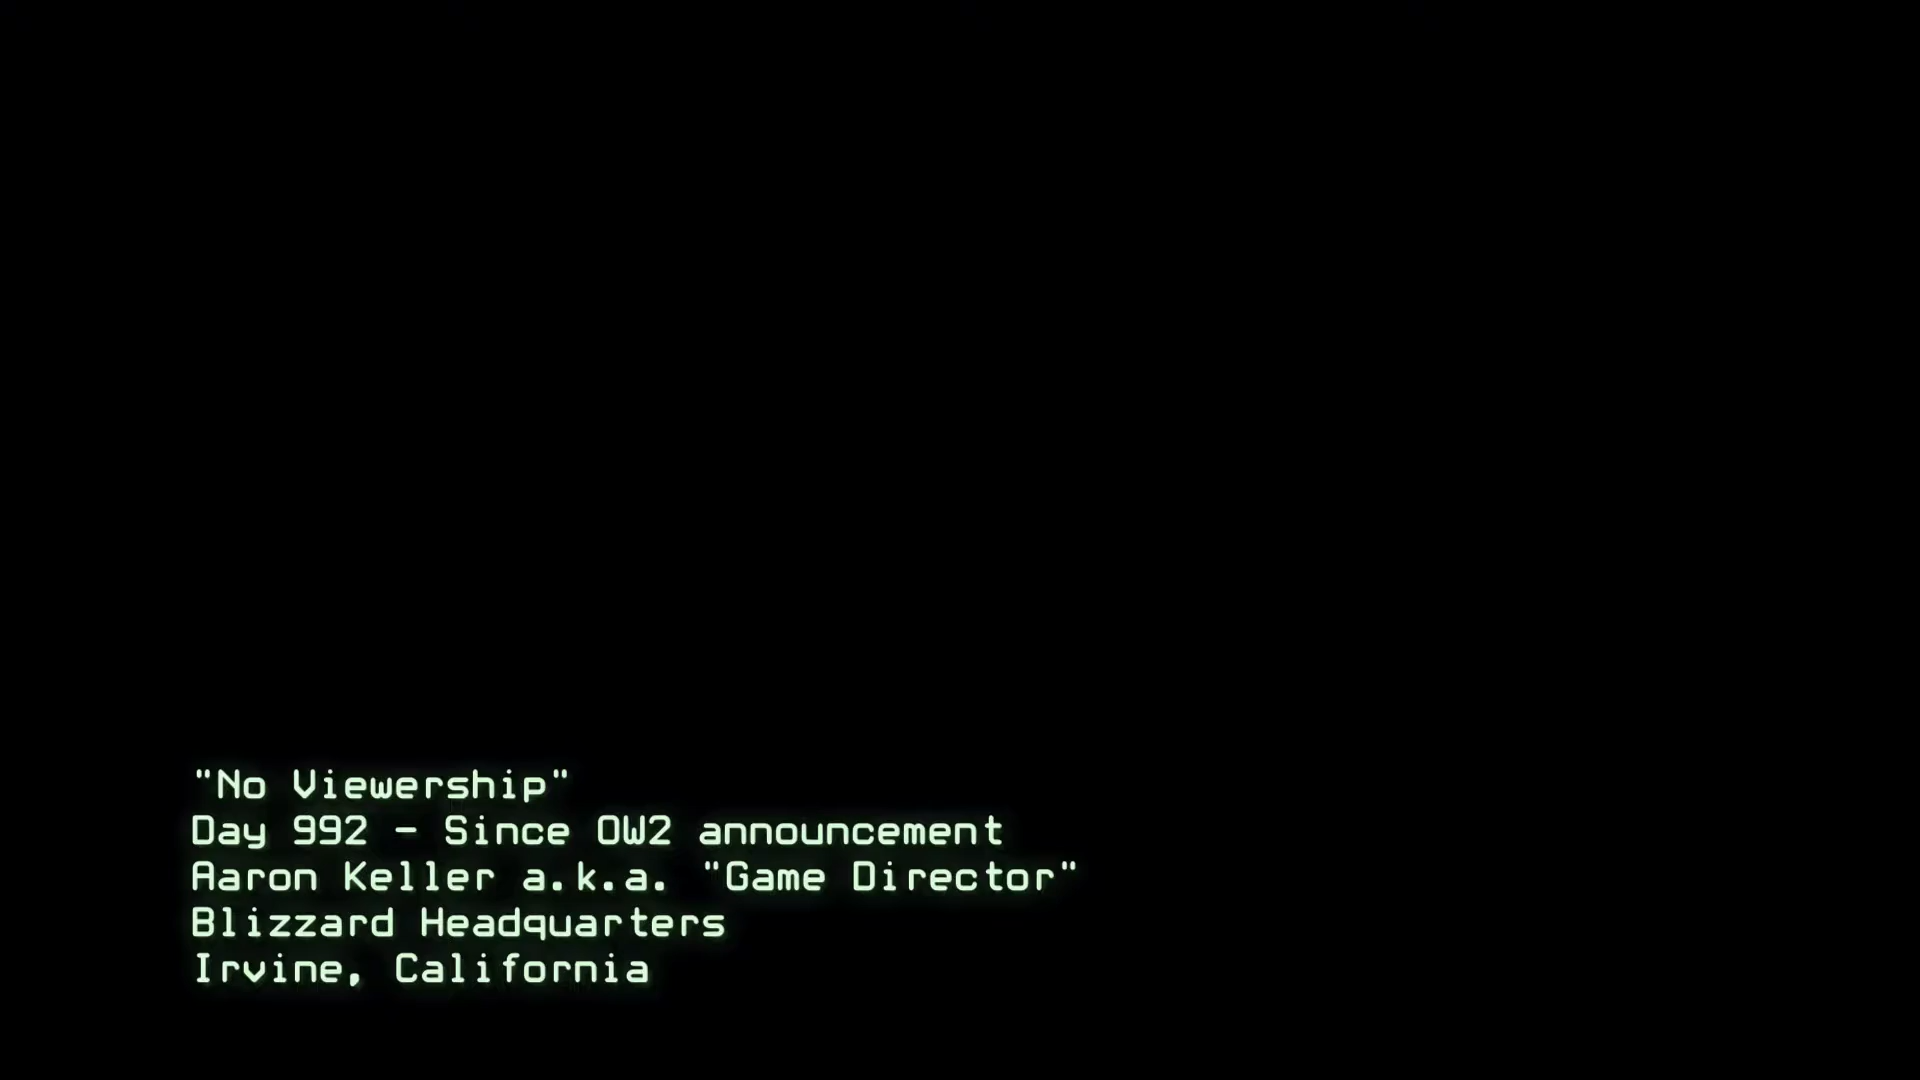 "No Viewership"
Day 992 - Since OW2 announcement
Aaron Keller a.k.a. "Game Director"
Blizzard Headquarters
Irvine, California